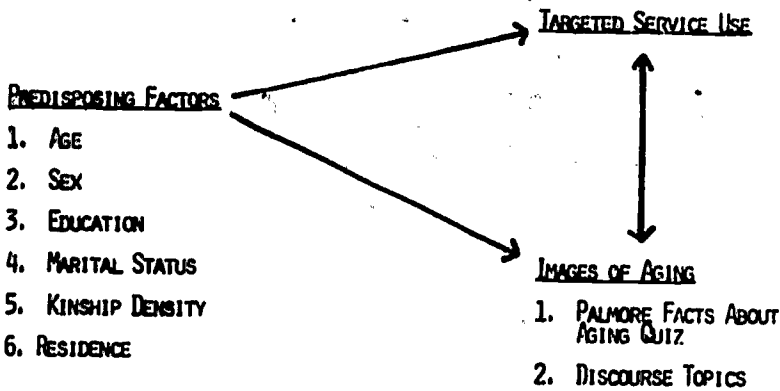 TARGETED SERVICE USE
PREDISPOSING FACTORS
1. AGE
2. SEX
3. EDUCATION
4. MARITAL STATUS
5. KINSHIP DENSITY
6. RESIDENCE
IMAGES OF AGING
1. PALMORE FACTS ABOUT
AGING QUIZ
2. DISCOURSE TOPICS